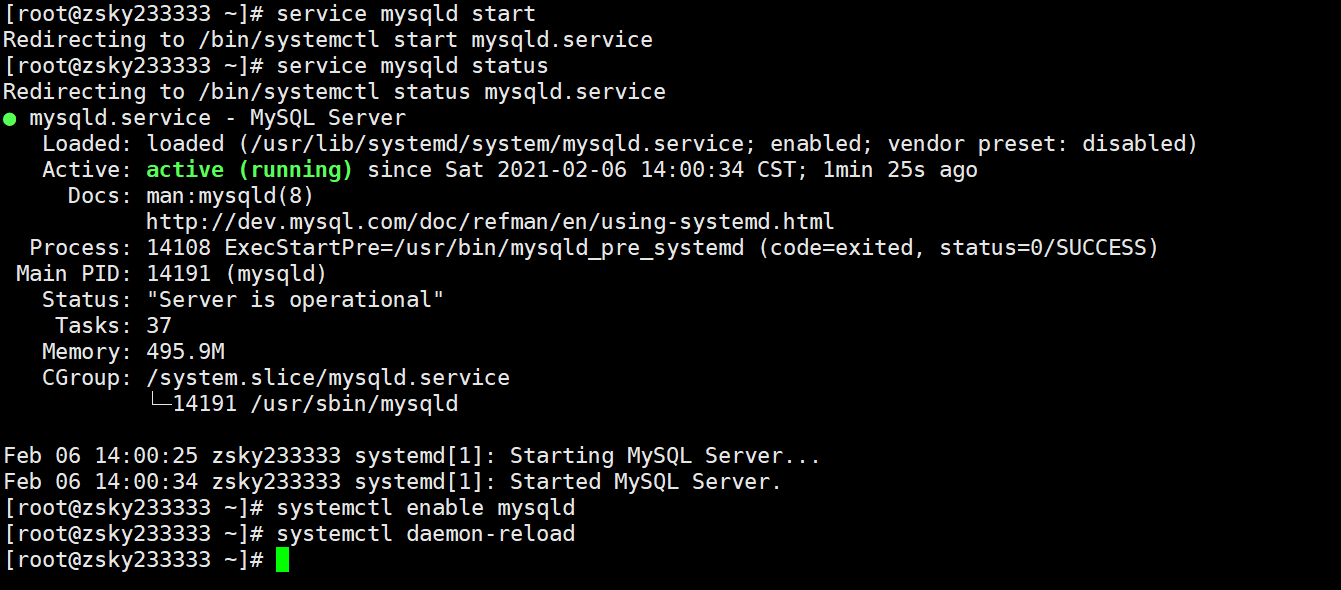 [root@zsky233333 ~]# service mysqld start
Redirecting to /bin/systemctl start mysqld.service
[root@zsky233333 ~]# service mysqld status
Redirecting to /bin/systemctl status mysqld.service
● mysqld.service - MySQL Server
   Loaded: loaded (/usr/lib/systemd/system/mysqld.service; enabled; vendor preset: disabled)
   Active: active (running) since Sat 2021-02-06 14:00:34 CST; 1min 25s ago
     Docs: man:mysqld(8)
           http://dev.mysql.com/doc/refman/en/using-systemd.html
  Process: 14108 ExecStartPre=/usr/bin/mysqld_pre_systemd (code=exited, status=0/SUCCESS)
 Main PID: 14191 (mysqld)
   Status: "Server is operational"
    Tasks: 37
   Memory: 495.9M
   CGroup: /system.slice/mysqld.service
           └─14191 /usr/sbin/mysqld

Feb 06 14:00:25 zsky233333 systemd[1]: Starting MySQL Server...
Feb 06 14:00:34 zsky233333 systemd[1]: Started MySQL Server.
[root@zsky233333 ~]# systemctl enable mysqld
[root@zsky233333 ~]# systemctl daemon-reload
[root@zsky233333 ~]#